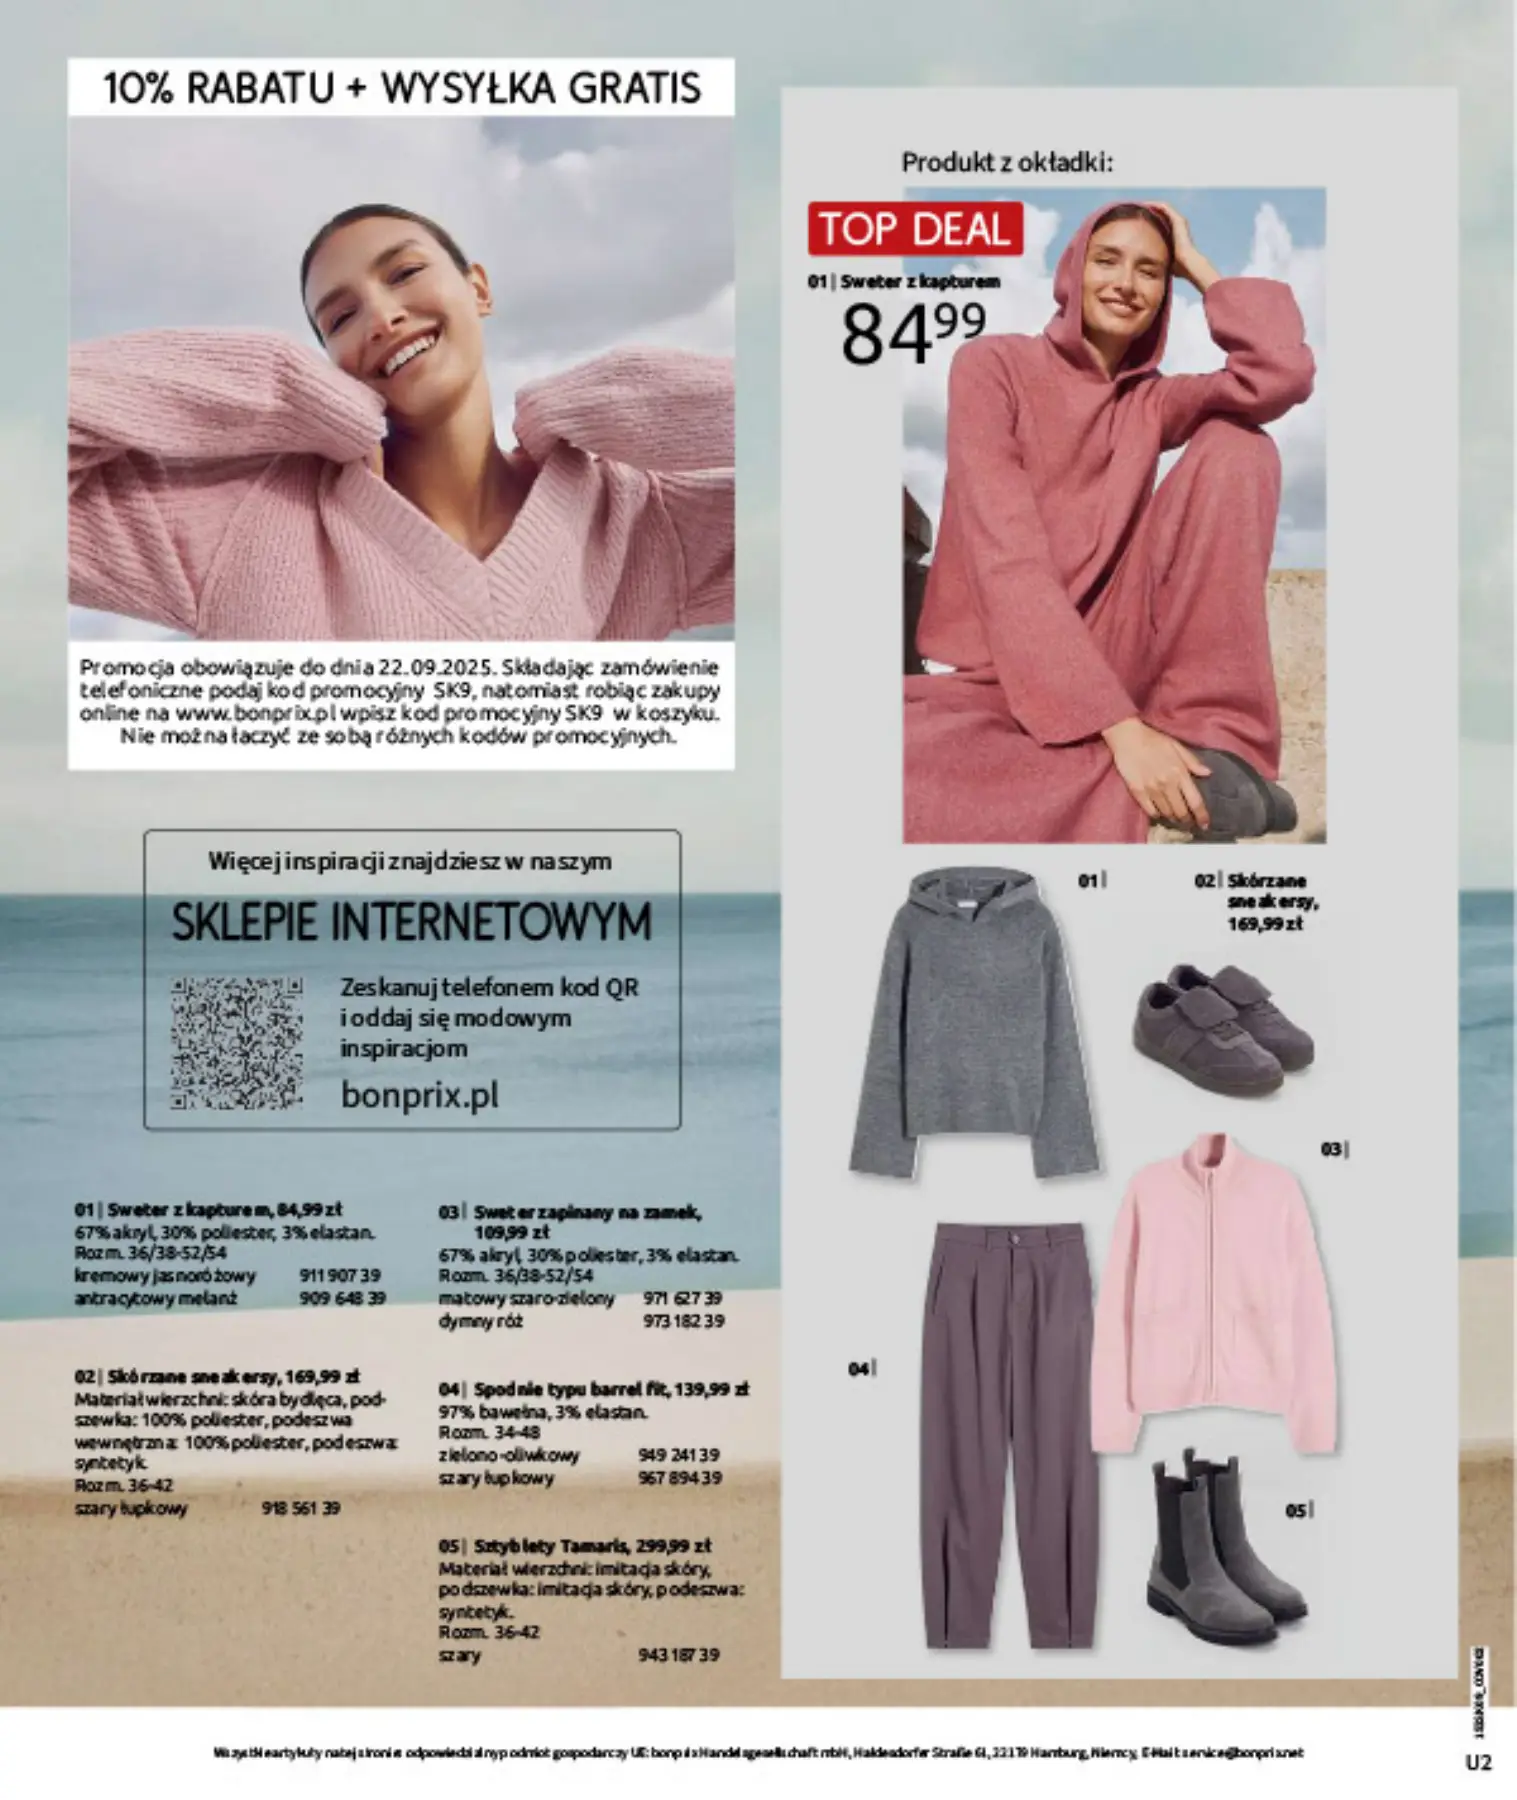 10% RABATU + WYSYŁKA GRATIS
Promocja obowiązuje do dnia 22.09.2025. Składając zamówienie
telefoniczne podaj kod promocyjny SK9, natomiast robiąc zakupy
online na www.bonprix.pl wpisz kod promocyjny SK9 w koszyku.
Nie można łaczyć ze sobą różnych kodów promocyjnych.
Więcej inspiracji znajdziesz w naszym
SKLEPIE INTERNETOWYM
Zeskanuj telefonem kod QR
i oddaj się modowym
inspiracjom
bonprix.pl
01 | Sweter z kapturem, 84,99 zł
67% akryl, 30% poliester, 3% elastan.
Rozm. 36/38-52/54
kremowy jasnoróżowy 911 907 39
antracytowy melanż 909 648 39
02 | Skórzane sneakersy, 169,99 zł
Materiał wierzchni: skóra bydlęca, pod-
szewka: 100% poliester, podeszwa
wewnętrzna: 100% poliester, podeszwa:
syntetyk.
Rozm. 36-42
szary łupkowy 918 561 39
03 | Sweter zapinany na zamek,
109,99 zł
67% akryl, 30% poliester, 3% elastan.
Rozm. 36/38-52/54
matowy szaro-zielony 971 627 39
dymny róż 973 182 39
04 | Spodnie typu barrel fit, 139,99 zł
97% bawełna, 3% elastan.
Rozm. 34-48
zielono-oliwkowy 949 241 39
szary łupkowy 967 894 39
05 | Sztyblety Tamaris, 299,99 zł
Materiał wierzchni: imitacja skóry,
podszewka: imitacja skóry, podeszwa:
syntetyk.
Rozm. 36-42
szary 943 187 39
Produkt z okładki:
TOP DEAL
01 | Sweter z kapturem
84⁹⁹
01 |
02 | Skórzane
sneakersy,
169,99 zł
03 |
04 |
05 |
Wszystkie artykuły na tej stronie: odpowiedzialny podmiot gospodarczy UE: bonprix Handelsgesellschaft mbH, Haldesdorfer Straße 61, 22179 Hamburg, Niemcy, E-Mail: service@bonprix.net
U2